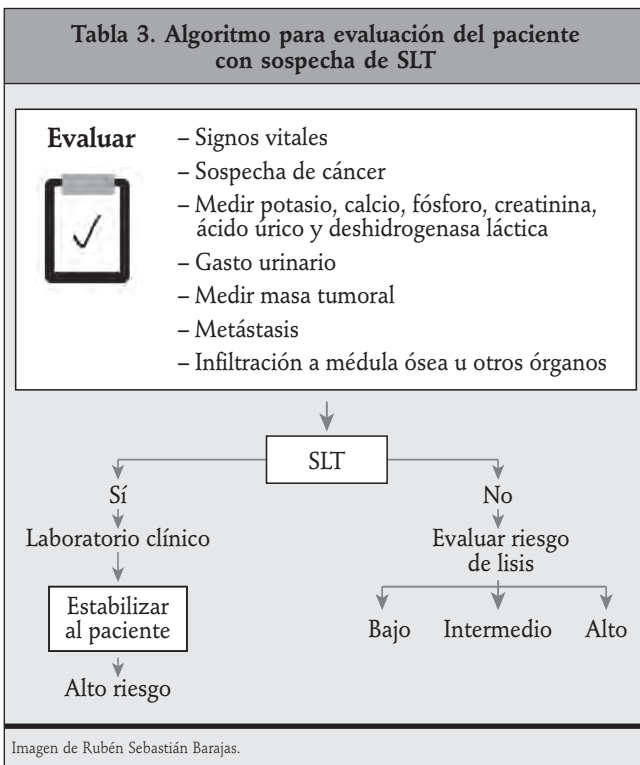 Tabla 3. Algoritmo para evaluación del paciente
con sospecha de SLT
Evaluar
– Signos vitales
– Sospecha de cáncer
– Medir potasio, calcio, fósforo, creatinina,
ácido úrico y deshidrogenasa láctica
– Gasto urinario
– Medir masa tumoral
– Metástasis
– Infiltración a médula ósea u otros órganos
SLT
Sí
No
Laboratorio clínico
Evaluar riesgo
de lisis
Estabilizar
al paciente
Bajo
Intermedio
Alto
Alto riesgo
Imagen de Rubén Sebastián Barajas.